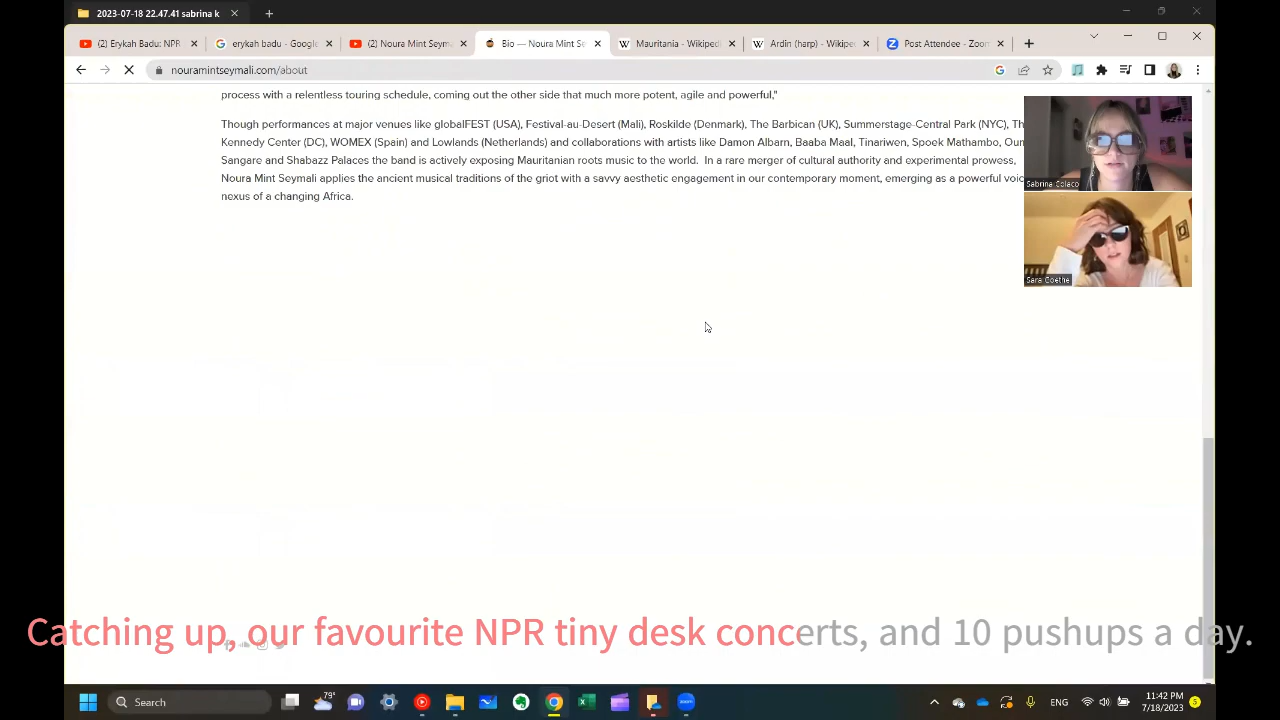 2023-07-18 22.47.41 sabrina k
(2) Erykah Badu: NPR
erykah badu - Google
(2) Noura Mint Seym
Bio — Noura Mint Se
Mauritania - Wikiped
Ardin (harp) - Wikiped
Post Attendee - Zoom
nouramintseymali.com/about
process with a relentless touring schedule, coming out the other side that much more potent, agile and powerful,"
Though performances at major venues like globalFEST (USA), Festival-au-Desert (Mali), Roskilde (Denmark), The Barbican (UK), Summerstage-Central Park (NYC), Th
Kennedy Center (DC), WOMEX (Spain) and Lowlands (Netherlands) and collaborations with artists like Damon Albarn, Baaba Maal, Tinariwen, Spoek Mathambo, Oum
Sangare and Shabazz Palaces the band is actively exposing Mauritanian roots music to the world. In a rare merger of cultural authority and experimental prowess,
Noura Mint Seymali applies the ancient musical traditions of the griot with a savvy aesthetic engagement in our contemporary moment, emerging as a powerful voic
nexus of a changing Africa.
Sabrina Colaco
Sara Goethe
Catching up, our favourite NPR tiny desk concerts, and 10 pushups a day.
Search
79°
ENG
11:42 PM
7/18/2023
5